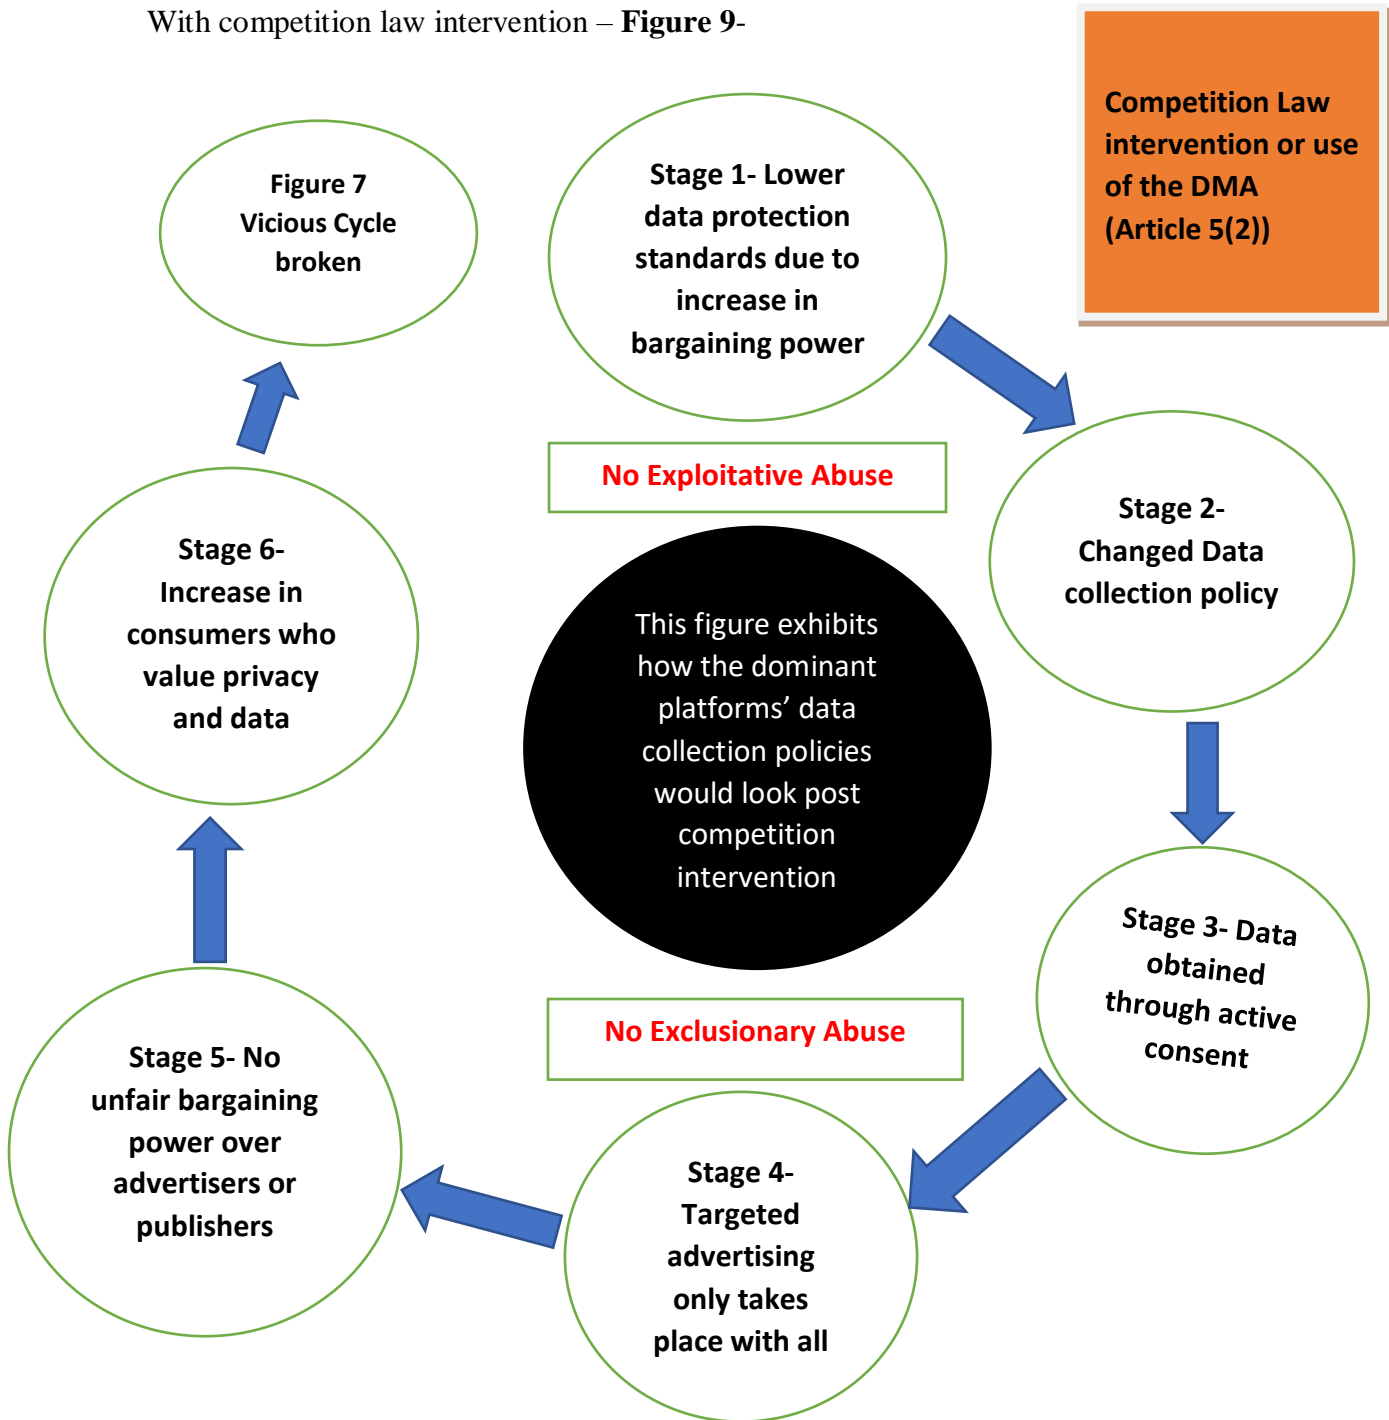 With competition law intervention – Figure 9-
Competition Law
intervention or use
of the DMA
(Article 5(2))
Figure 7
Vicious Cycle
broken
Stage 1- Lower
data protection
standards due to
increase in
bargaining power
No Exploitative Abuse
Stage 2-
Changed Data
collection policy
Stage 6-
Increase in
consumers who
value privacy
and data
This figure exhibits
how the dominant
platforms’ data
collection policies
would look post
competition
intervention
Stage 3- Data
obtained
through active
consent
No Exclusionary Abuse
Stage 5- No
unfair bargaining
power over
advertisers or
publishers
Stage 4-
Targeted
advertising
only takes
place with all